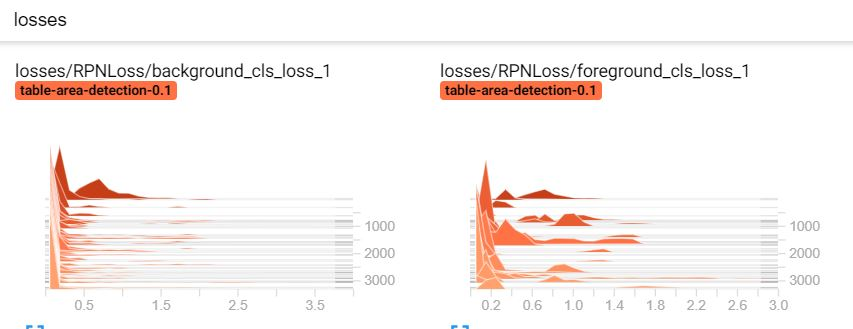 losses
losses/RPNLoss/background_cls_loss_1
table-area-detection-0.1
1000
2000
3000
0.5 1.5 2.5 3.5
losses/RPNLoss/foreground_cls_loss_1
table-area-detection-0.1
1000
2000
3000
0.2 0.6 1.0 1.4 1.8 2.2 2.6 3.0